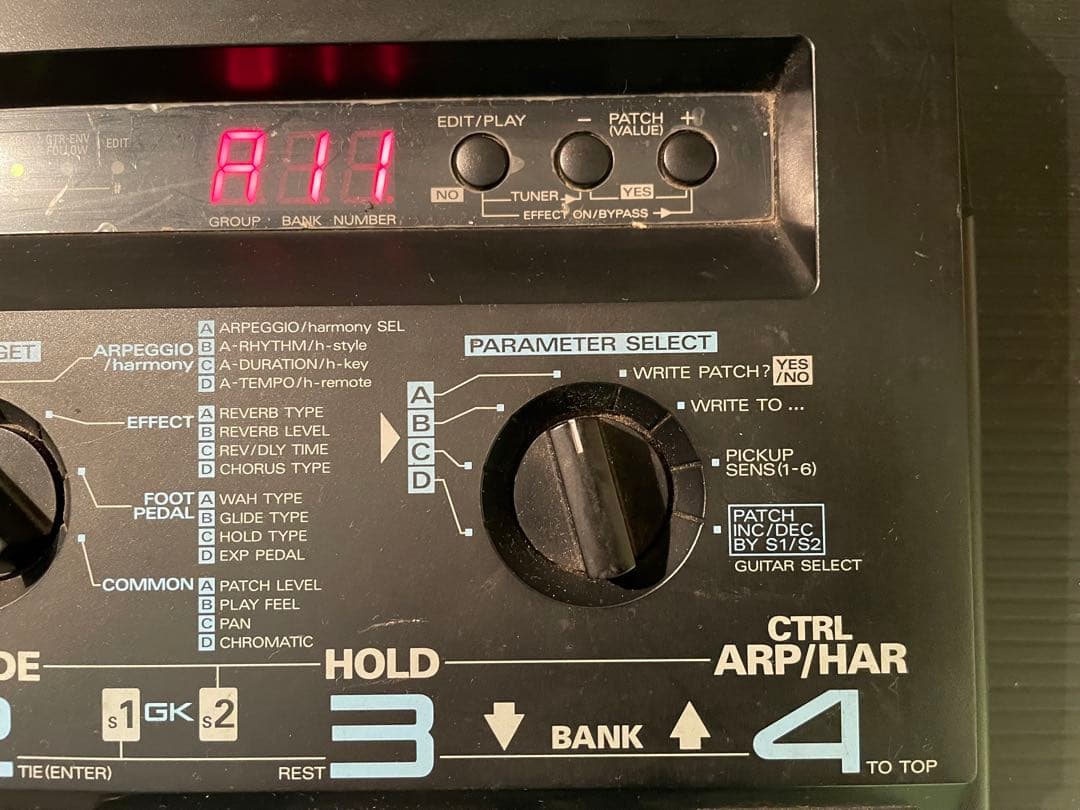 GTR-ENV
FOLLOW
EDIT
A11
GROUP BANK NUMBER
EDIT/PLAY
− PATCH +
(VALUE)
NO
TUNER
YES
EFFECT ON/BYPASS
GET
ARPEGGIO
/harmony
A ARPEGGIO/harmony SEL
B A-RHYTHM/h-style
C A-DURATION/h-key
D A-TEMPO/h-remote
EFFECT
A REVERB TYPE
B REVERB LEVEL
C REV/DLY TIME
D CHORUS TYPE
FOOT
PEDAL
A WAH TYPE
B GLIDE TYPE
C HOLD TYPE
D EXP PEDAL
COMMON
A PATCH LEVEL
B PLAY FEEL
C PAN
D CHROMATIC
PARAMETER SELECT
A
B
C
D
WRITE PATCH? YES
/NO
WRITE TO ...
PICKUP
SENS(1-6)
PATCH
INC/DEC
BY S1/S2
GUITAR SELECT
DE
HOLD
CTRL
ARP/HAR
S1 GK S2
2
3
BANK
4
TIE(ENTER)
REST
TO TOP